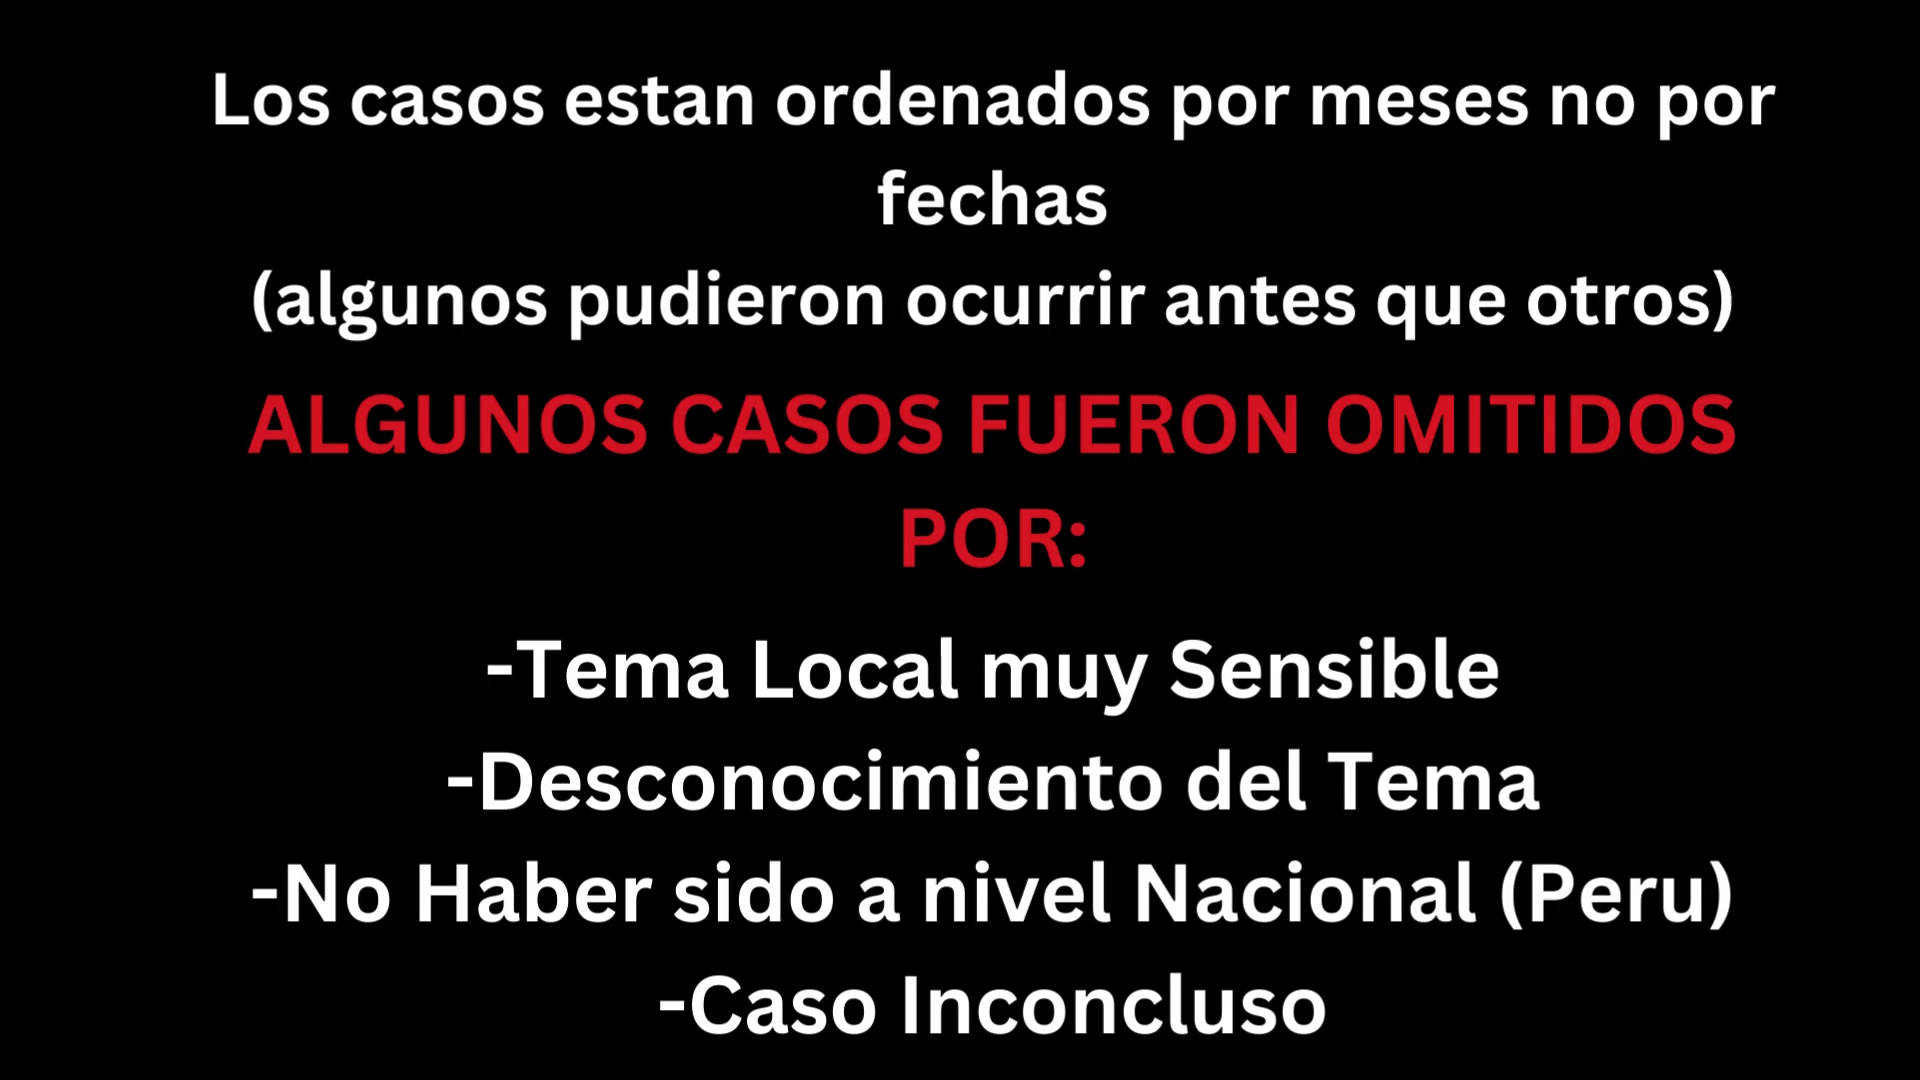 Los casos estan ordenados por meses no por
fechas
(algunos pudieron ocurrir antes que otros)
ALGUNOS CASOS FUERON OMITIDOS
POR:
-Tema Local muy Sensible
-Desconocimiento del Tema
-No Haber sido a nivel Nacional (Peru)
-Caso Inconcluso